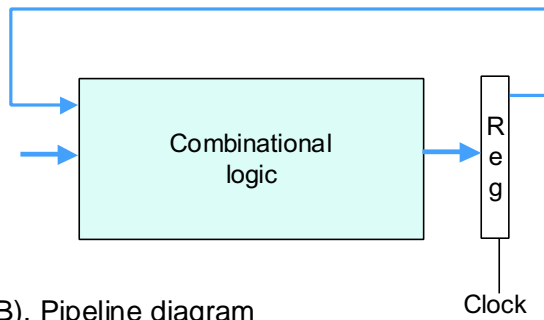 Combinational
logic
R
e
g
Clock
B). Pipeline diagram